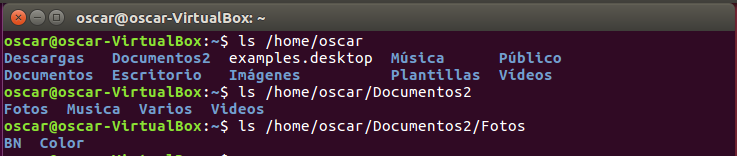 oscar@oscar-VirtualBox: ~
oscar@oscar-VirtualBox:~$ ls /home/oscar
Descargas Documentos2 examples.desktop Música Público
Documentos Escritorio Imágenes Plantillas Vídeos
oscar@oscar-VirtualBox:~$ ls /home/oscar/Documentos2
Fotos Musica Varios Videos
oscar@oscar-VirtualBox:~$ ls /home/oscar/Documentos2/Fotos
BN Color